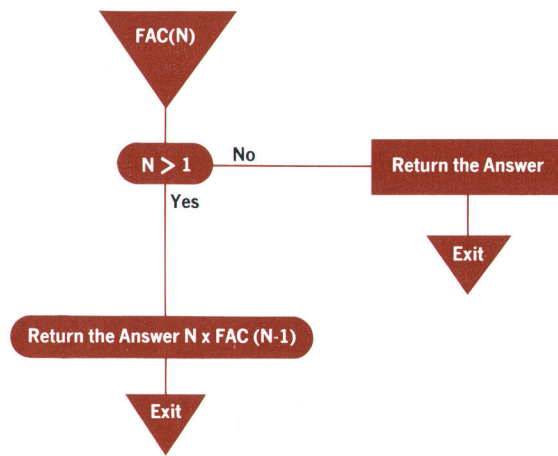 FAC(N)
N > 1
No
Return the Answer
Yes
Exit
Return the Answer N x FAC (N-1)
Exit